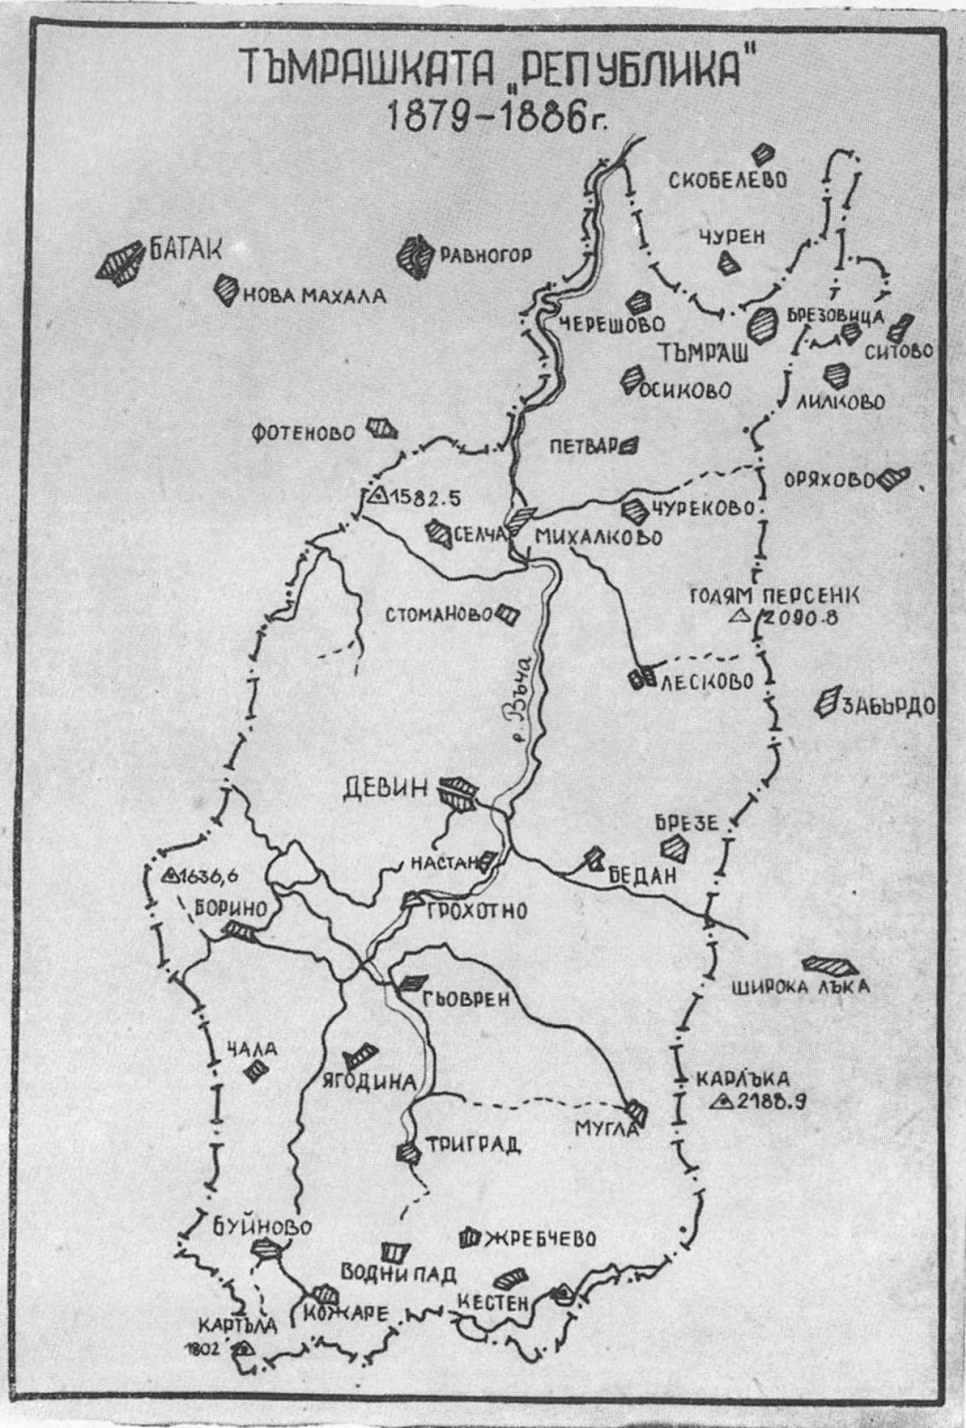 ТЪМРАШКАТА „РЕПУБЛИКА"
1879-1886г.
СКОБЕЛЕВО
ЧУРЕН
БАТАК
РАВНОГОР
НОВА МАХАЛА
ЧЕРЕШОВО
БРЕЗОВИЦА
ТЪМРАШ
СИТОВО
ОСИКОВО
ЛИЛКОВО
ФОТЕНОВО
ПЕТВАР
ОРЯХОВО
1582.5
ЧУРЕКОВО
СЕЛЧА
МИХАЛКОВО
ГОЛЯМ ПЕРСЕНК
2090.8
СТОМАНОВО
ЛЕСКОВО
ЗАБЪРДО
р. Въча
ДЕВИН
БРЕЗЕ
НАСТАН
БЕДАН
1636,6
БОРИНО
ГРОХОТНО
ШИРОКА ЛЪКА
ГЬОВРЕН
ЧАЛА
ЯГОДИНА
КАРЛЪКА
2188.9
МУГЛА
ТРИГРАД
БУЙНОВО
ЖРЕБЧЕВО
ВОДНИ ПАД
КЕСТЕН
КОЖАРЕ
КАРТЪЛА
1802